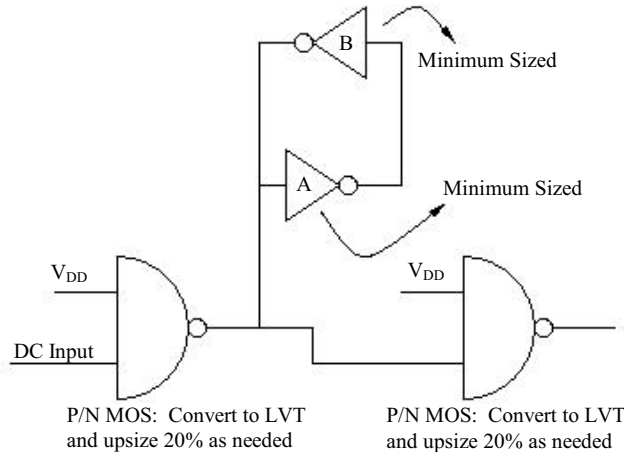 B
Minimum Sized
A
Minimum Sized
VDD
VDD
DC Input
P/N MOS: Convert to LVT
and upsize 20% as needed
P/N MOS: Convert to LVT
and upsize 20% as needed